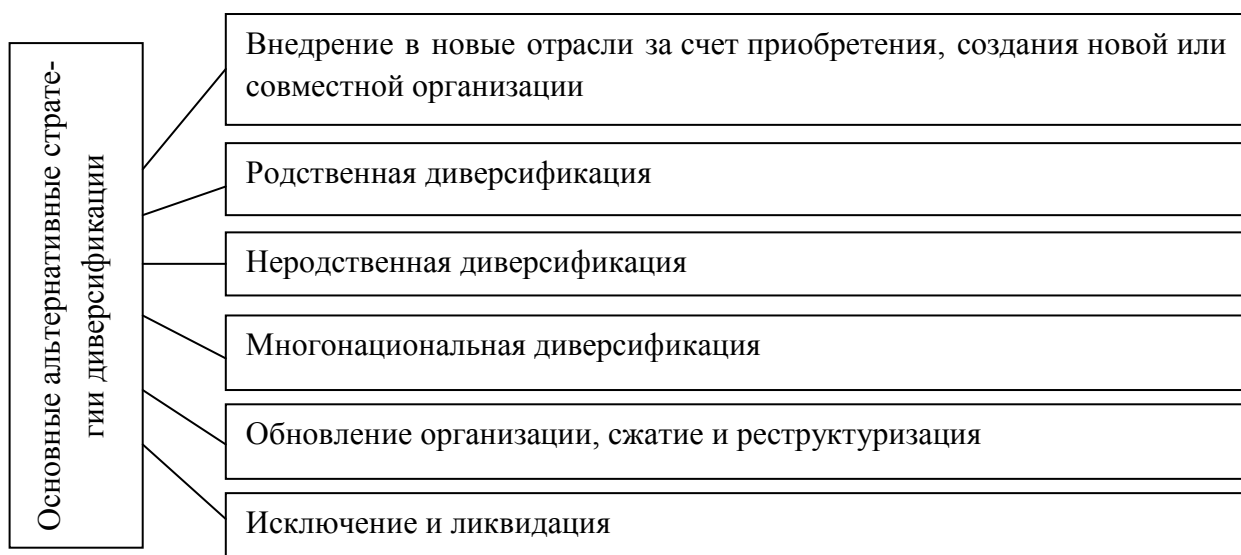 Основные альтернативные страте-
гии диверсификации
Внедрение в новые отрасли за счет приобретения, создания новой или
совместной организации
Родственная диверсификация
Неродственная диверсификация
Многонациональная диверсификация
Обновление организации, сжатие и реструктуризация
Исключение и ликвидация